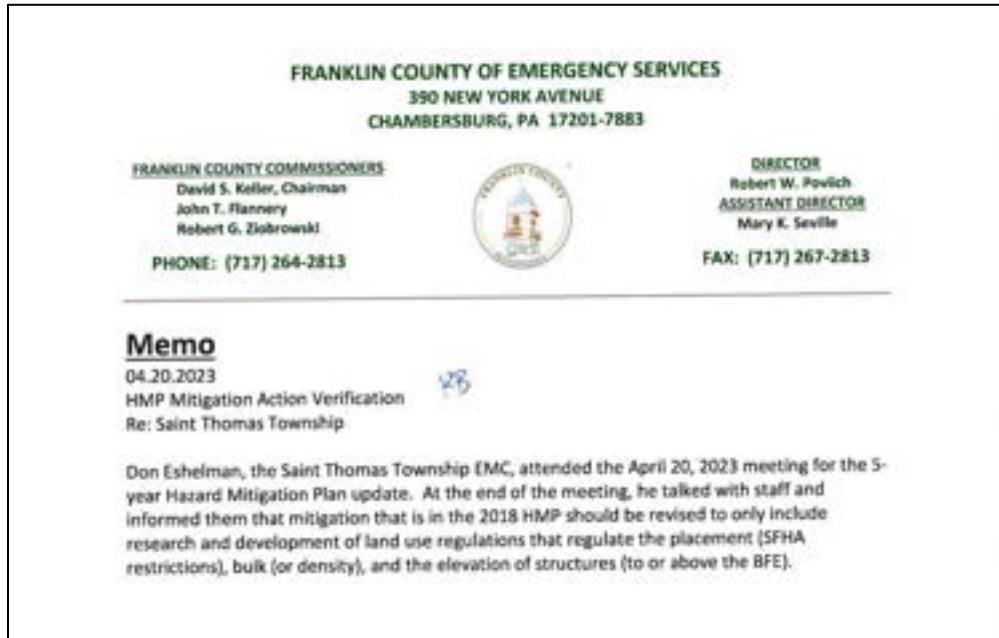 FRANKLIN COUNTY OF EMERGENCY SERVICES
390 NEW YORK AVENUE
CHAMBERSBURG, PA 17201-7883
FRANKLIN COUNTY COMMISSIONERS
David S. Keller, Chairman
John T. Flannery
Robert G. Ziobrowski
PHONE: (717) 264-2813
FRANKLIN COUNTY
DIRECTOR
Robert W. Povlich
ASSISTANT DIRECTOR
Mary K. Seville
FAX: (717) 267-2813
Memo
04.20.2023
HMP Mitigation Action Verification
Re: Saint Thomas Township
Don Eshelman, the Saint Thomas Township EMC, attended the April 20, 2023 meeting for the 5-
year Hazard Mitigation Plan update. At the end of the meeting, he talked with staff and
informed them that mitigation that is in the 2018 HMP should be revised to only include
research and development of land use regulations that regulate the placement (SFHA
restrictions), bulk (or density), and the elevation of structures (to or above the BFE).